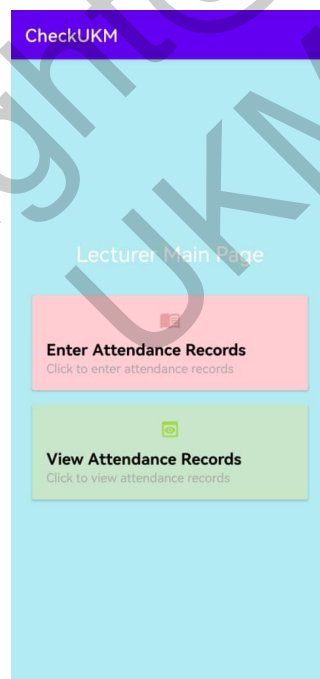 CheckUKM
Lecturer Main Page
Enter Attendance Records
Click to enter attendance records
View Attendance Records
Click to view attendance records
UKM